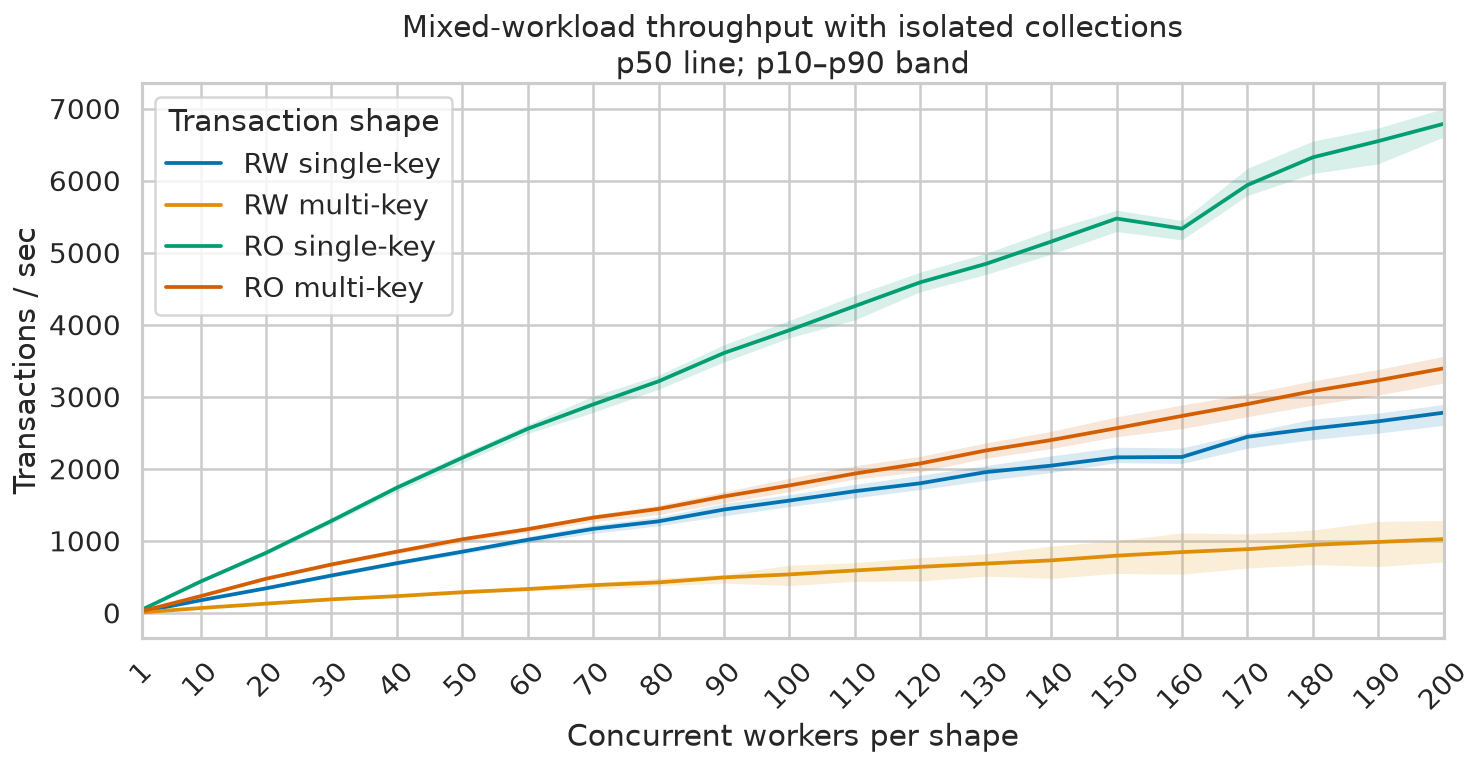 Mixed-workload throughput with isolated collections
p50 line; p10–p90 band
Transactions / sec
7000
6000
5000
4000
3000
2000
1000
0
Transaction shape
RW single-key
RW multi-key
RO single-key
RO multi-key
1 10 20 30 40 50 60 70 80 90 100 110 120 130 140 150 160 170 180 190 200
Concurrent workers per shape